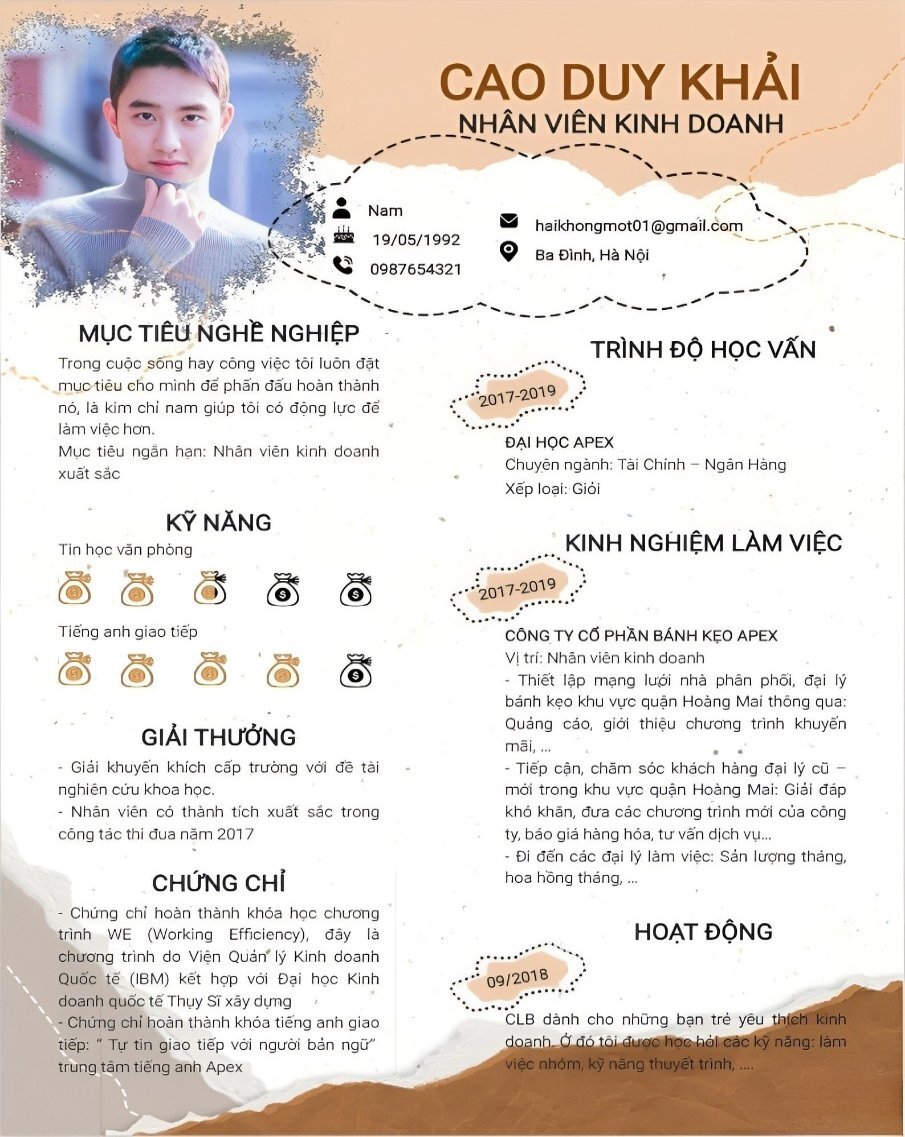 CAO DUY KHẢI
NHÂN VIÊN KINH DOANH
Nam
19/05/1992
0987654321
haikhongmot01@gmail.com
Ba Đình, Hà Nội
MỤC TIÊU NGHỀ NGHIỆP
Trong cuộc sống hay công việc tôi luôn đặt
mục tiêu cho mình để phấn đấu hoàn thành
nó, là kim chỉ nam giúp tôi có động lực để
làm việc hơn.
Mục tiêu ngắn hạn: Nhân viên kinh doanh
xuất sắc
KỸ NĂNG
Tin học văn phòng
Tiếng anh giao tiếp
GIẢI THƯỞNG
- Giải khuyến khích cấp trường với đề tài
nghiên cứu khoa học.
- Nhân viên có thành tích xuất sắc trong
công tác thi đua năm 2017
CHỨNG CHỈ
- Chứng chỉ hoàn thành khóa học chương
trình WE (Working Efficiency), đây là
chương trình do Viện Quản lý Kinh doanh
Quốc tế (IBM) kết hợp với Đại học Kinh
doanh quốc tế Thụy Sĩ xây dựng
- Chứng chỉ hoàn thành khóa tiếng anh giao
tiếp: “ Tự tin giao tiếp với người bản ngữ”
trung tâm tiếng anh Apex
TRÌNH ĐỘ HỌC VẤN
2017-2019
ĐẠI HỌC APEX
Chuyên ngành: Tài Chính – Ngân Hàng
Xếp loại: Giỏi
KINH NGHIỆM LÀM VIỆC
2017-2019
CÔNG TY CỔ PHẦN BÁNH KẸO APEX
Vị trí: Nhân viên kinh doanh
- Thiết lập mạng lưới nhà phân phối, đại lý
bánh kẹo khu vực quận Hoàng Mai thông qua:
Quảng cáo, giới thiệu chương trình khuyến
mãi, ...
- Tiếp cận, chăm sóc khách hàng đại lý cũ –
mới trong khu vực quận Hoàng Mai: Giải đáp
khó khăn, đưa các chương trình mới của công
ty, báo giá hàng hóa, tư vấn dịch vụ...
- Đi đến các đại lý làm việc: Sản lượng tháng,
hoa hồng tháng, ...
HOẠT ĐỘNG
09/2018
CLB dành cho những bạn trẻ yêu thích kinh
doanh. Ở đó tôi được học hỏi các kỹ năng: làm
việc nhóm, kỹ năng thuyết trình, ....